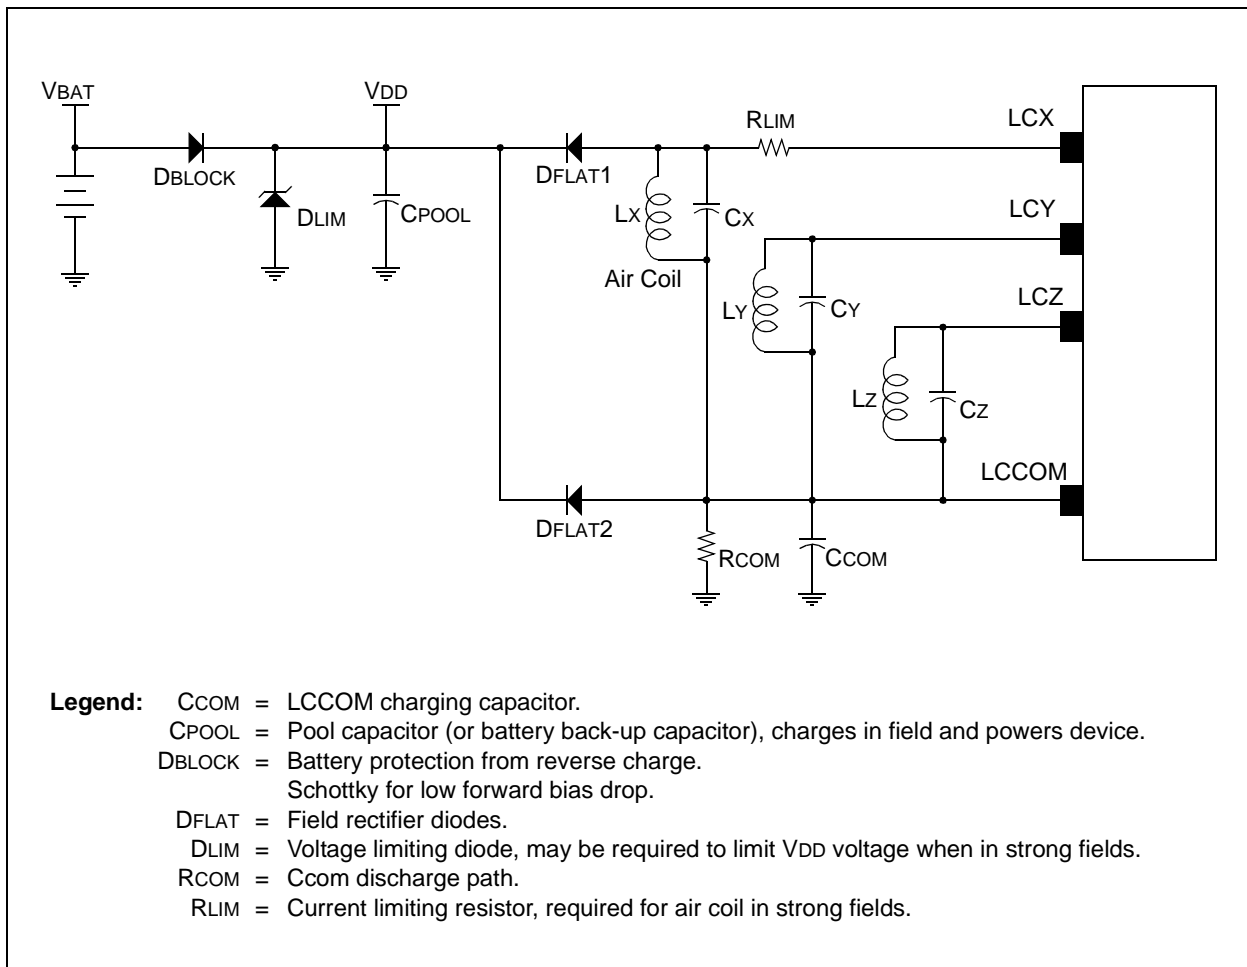 VBAT
VDD
DBLOCK
DLIM
CPOOL
DFLAT1
RLIM
LCX
LX
CX
Air Coil
LCY
LY
CY
LCZ
LZ
CZ
LCCOM
DFLAT2
RCOM
CCOM
Legend: CCOM = LCCOM charging capacitor.
CPOOL = Pool capacitor (or battery back-up capacitor), charges in field and powers device.
DBLOCK = Battery protection from reverse charge.
Schottky for low forward bias drop.
DFLAT = Field rectifier diodes.
DLIM = Voltage limiting diode, may be required to limit VDD voltage when in strong fields.
RCOM = Ccom discharge path.
RLIM = Current limiting resistor, required for air coil in strong fields.